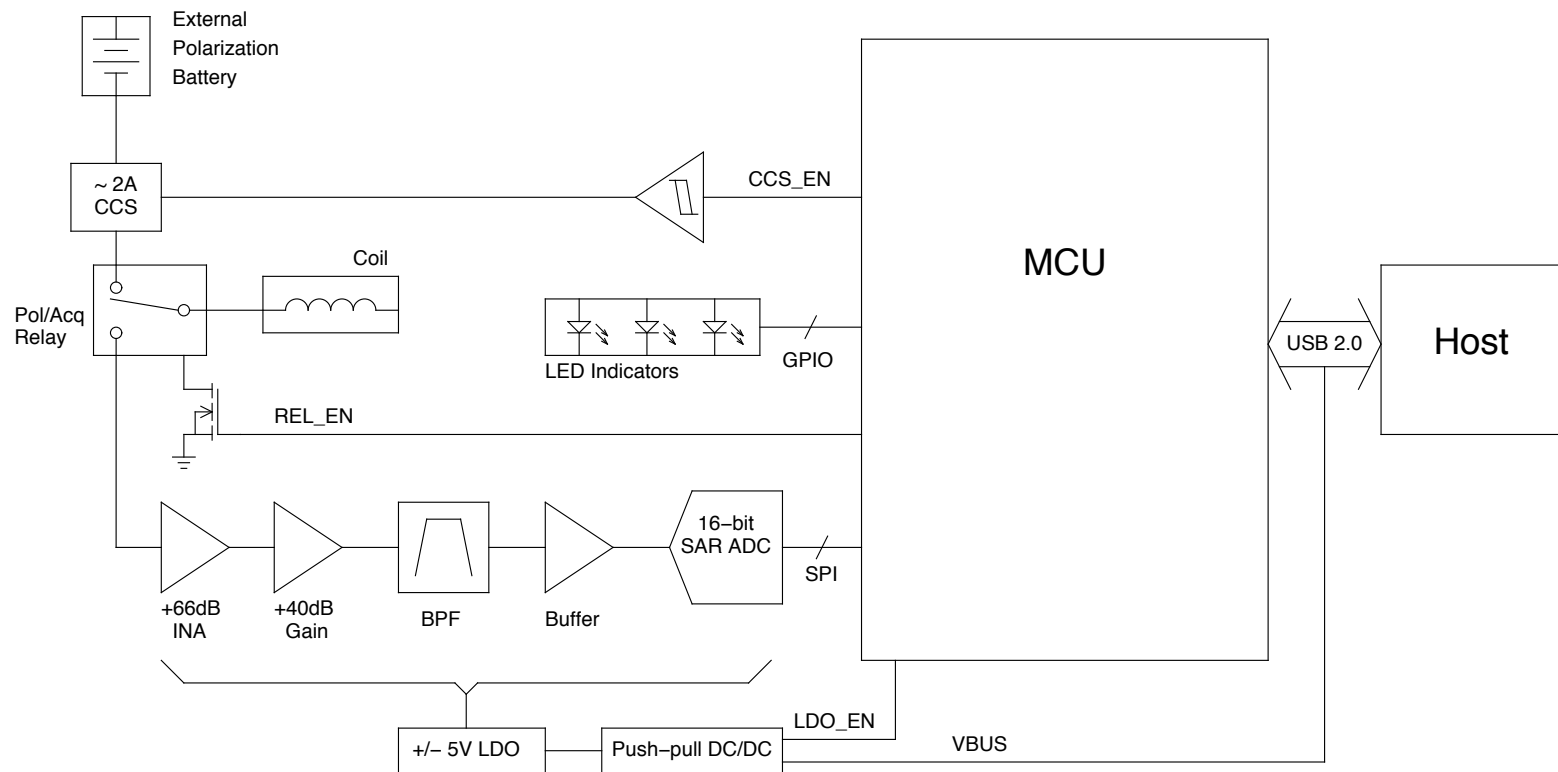 External
Polarization
Battery
~ 2A
CCS
CCS_EN
MCU
Coil
Pol/Acq
Relay
LED Indicators
GPIO
USB 2.0
Host
REL_EN
16−bit
SAR ADC
SPI
+66dB
INA
+40dB
Gain
BPF
Buffer
LDO_EN
+/− 5V LDO
Push−pull DC/DC
VBUS